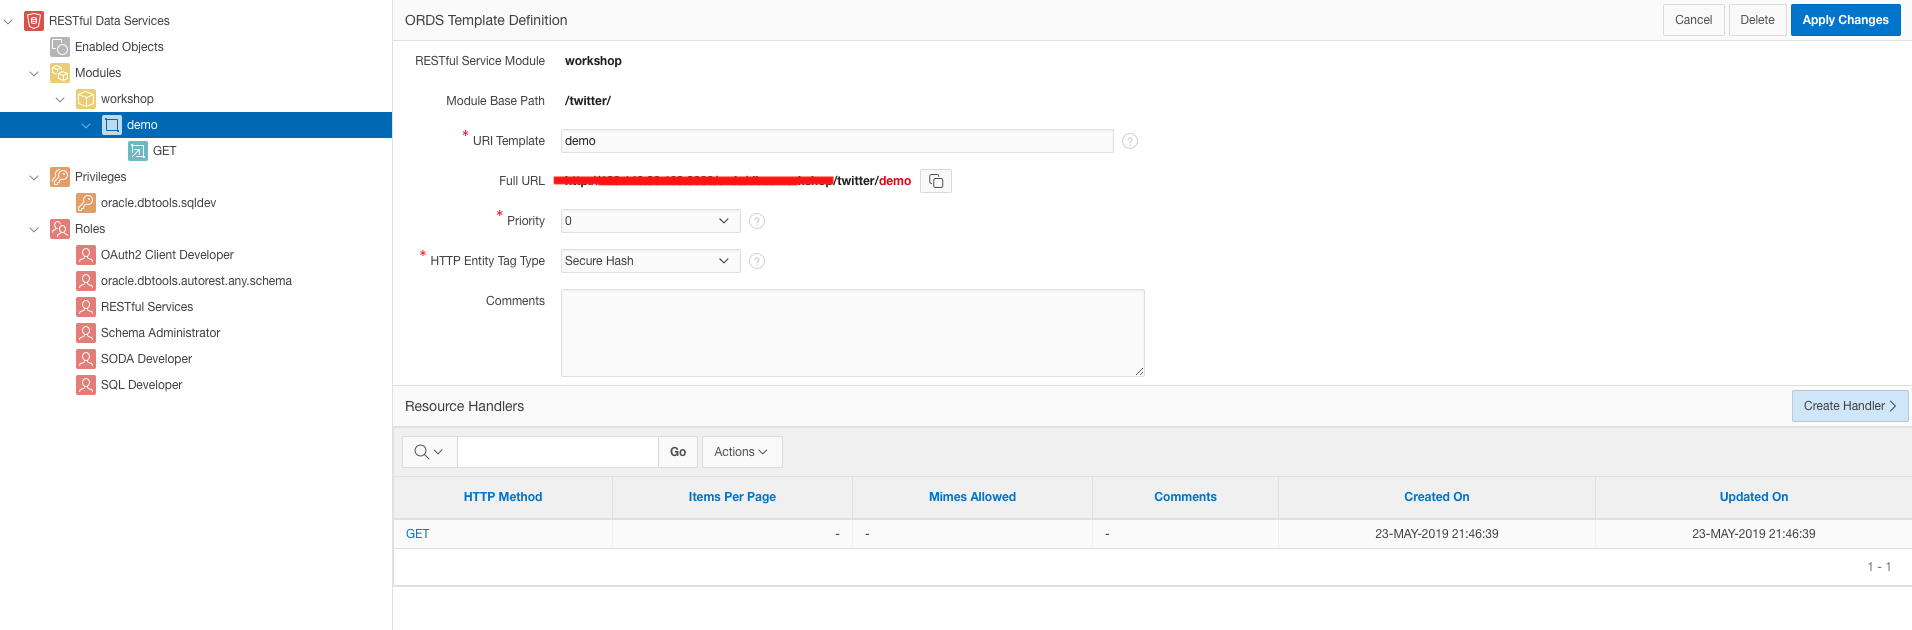 RESTful Data Services
Enabled Objects
Modules
workshop
demo
GET
Privileges
oracle.dbtools.sqldev
Roles
OAuth2 Client Developer
oracle.dbtools.autorest.any.schema
RESTful Services
Schema Administrator
SODA Developer
SQL Developer
ORDS Template Definition
Cancel
Delete
Apply Changes
RESTful Service Module workshop
Module Base Path /twitter/
* URI Template demo ?
Full URL /twitter/demo
* Priority 0 ?
* HTTP Entity Tag Type Secure Hash ?
Comments
Resource Handlers
Create Handler >
Go
Actions
HTTP Method Items Per Page Mimes Allowed Comments Created On Updated On
GET - - - 23-MAY-2019 21:46:39 23-MAY-2019 21:46:39
1 - 1